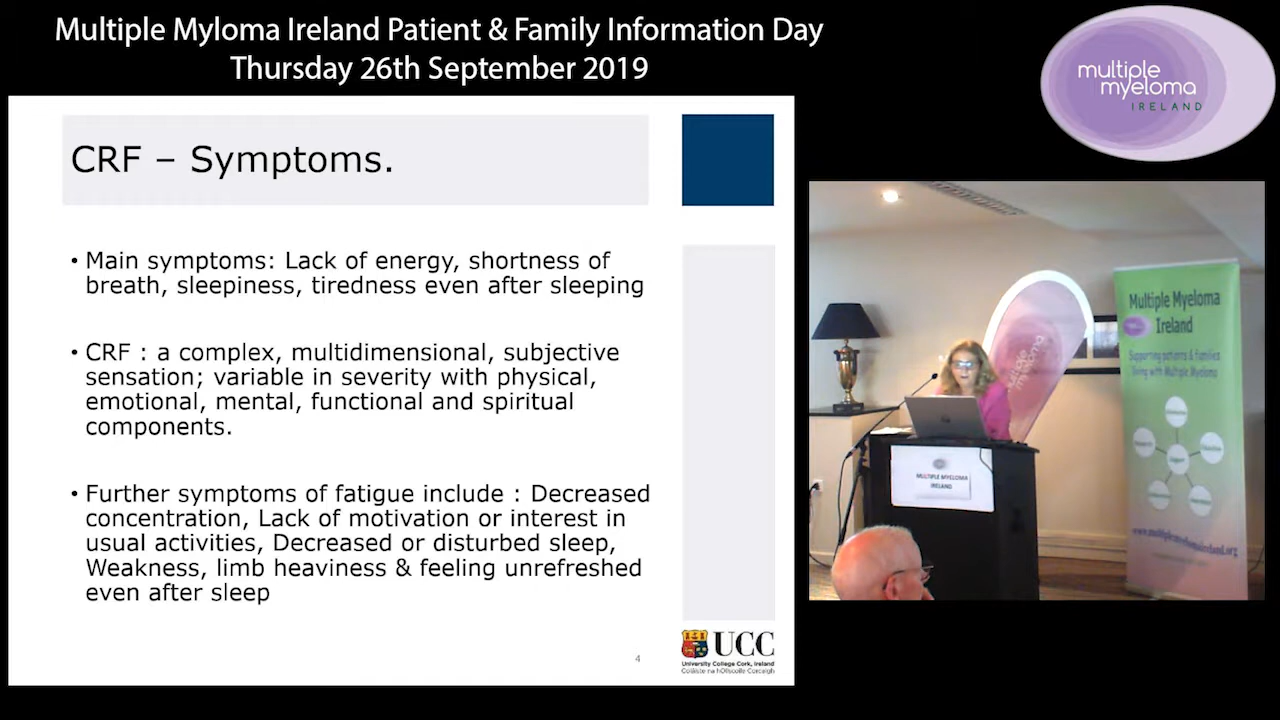 Multiple Myloma Ireland Patient & Family Information Day
Thursday 26th September 2019
multiple
myeloma
IRELAND
CRF – Symptoms.
• Main symptoms: Lack of energy, shortness of
breath, sleepiness, tiredness even after sleeping
• CRF : a complex, multidimensional, subjective
sensation; variable in severity with physical,
emotional, mental, functional and spiritual
components.
• Further symptoms of fatigue include : Decreased
concentration, Lack of motivation or interest in
usual activities, Decreased or disturbed sleep,
Weakness, limb heaviness & feeling unrefreshed
even after sleep
4
UCC
University College Cork, Ireland
Coláiste na hOllscoile Corcaigh
multiple
myeloma
MULTIPLE MYELOMA
IRELAND
Multiple Myeloma
Ireland
Supporting patients & Families
living with Multiple Myeloma
Support